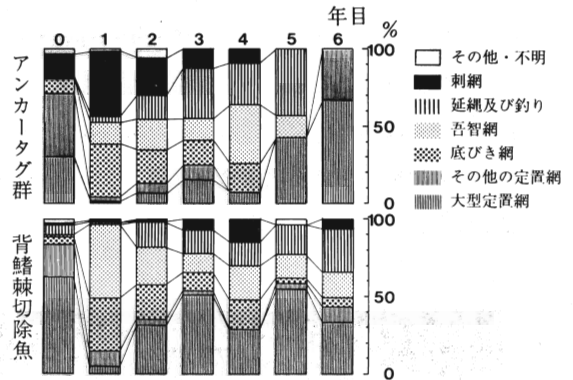 年目
0 1 2 3 4 5 6 %
アンカータグ群
100
50
0
背鰭棘切除魚
100
50
0
その他・不明
刺網
延縄及び釣り
吾智網
底びき網
その他の定置網
大型定置網